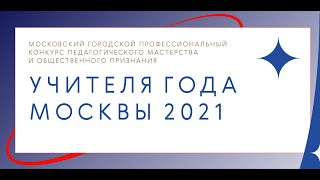 МОСКОВСКИЙ ГОРОДСКОЙ ПРОФЕССИОНАЛЬНЫЙ
КОНКУРС ПЕДАГОГИЧЕСКОГО МАСТЕРСТВА
И ОБЩЕСТВЕННОГО ПРИЗНАНИЯ
УЧИТЕЛЯ ГОДА
МОСКВЫ 2021